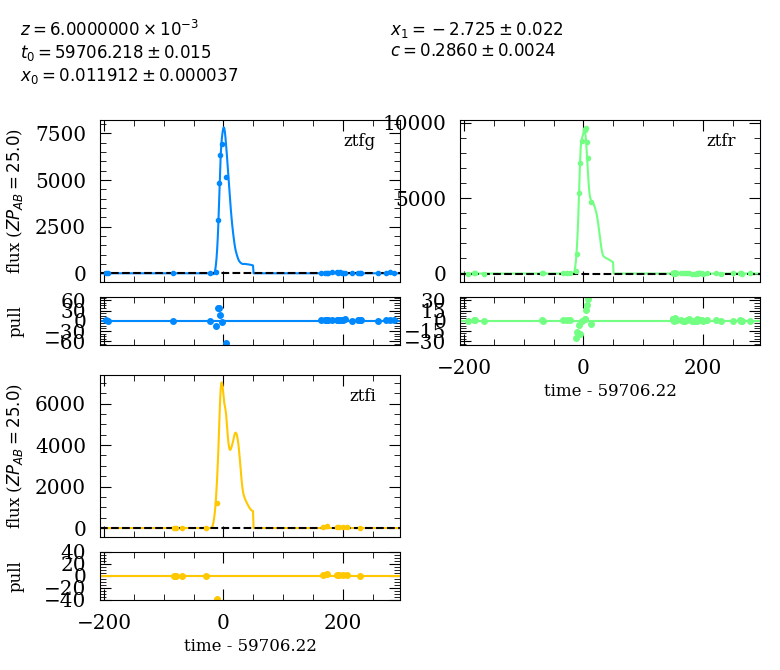 z = 6.0000000 × 10⁻³
t₀ = 59706.218 ± 0.015
x₀ = 0.011912 ± 0.000037
x₁ = −2.725 ± 0.022
c = 0.2860 ± 0.0024
flux (ZP_AB = 25.0)
7500
5000
2500
0
ztfg
10000
5000
0
ztfr
pull
60
30
0
−30
−60
30
15
0
−15
−30
−200
0
200
time - 59706.22
flux (ZP_AB = 25.0)
6000
4000
2000
0
ztfi
pull
40
20
0
−20
−40
−200
0
200
time - 59706.22